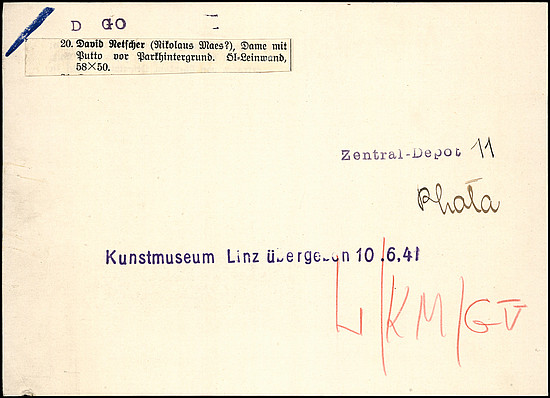 D GO
20. David Netscher (Nikolaus Maes?), Dame mit
Putto vor Parkhintergrund. Öl-Leinwand,
58×50.
Zentral-Depot 11
Kunstmuseum Linz übergeben 10.6.41
L/KM/GV